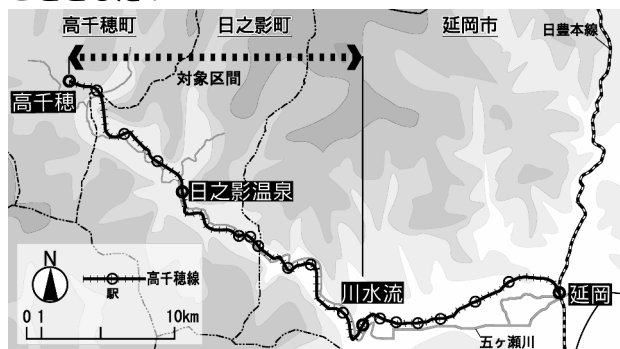 高千穂町
日之影町
延岡市
日豊本線
対象区間
高千穂
日之影温泉
川水流
延岡
五ヶ瀬川
N
駅
高千穂線
0 1 10km